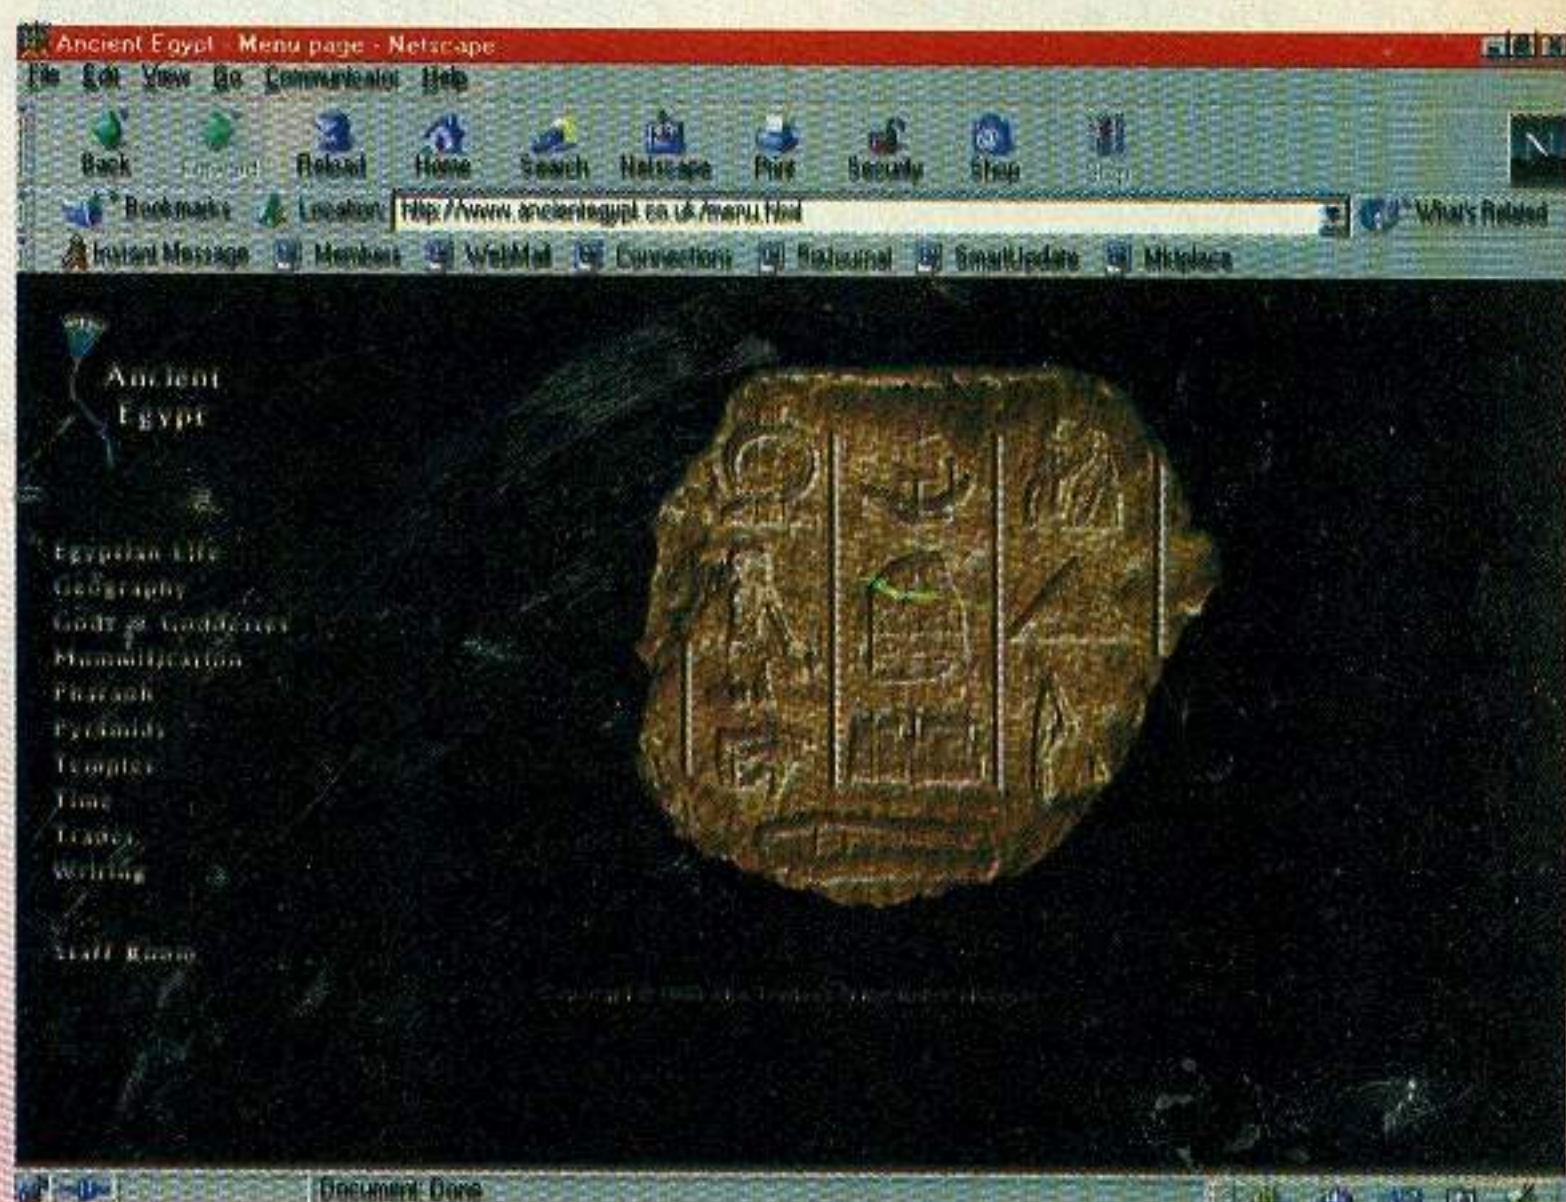 Ancient Egypt - Menu page - Netscape
File Edit View Go Communicator Help
Back Forward Reload Home Search Netscape Print Security Shop Stop
Bookmarks Location: http://www.ancientegypt.co.uk/menu.html What's Related
Instant Message Members WebMail Connections BizJournal SmartUpdate Mktplace
N
Ancient
Egypt
Egyptian Life
Geography
Gods & Goddesses
Mummification
Pharaoh
Pyramids
Temples
Time
Trades
Writing
Staff Room
Document: Done